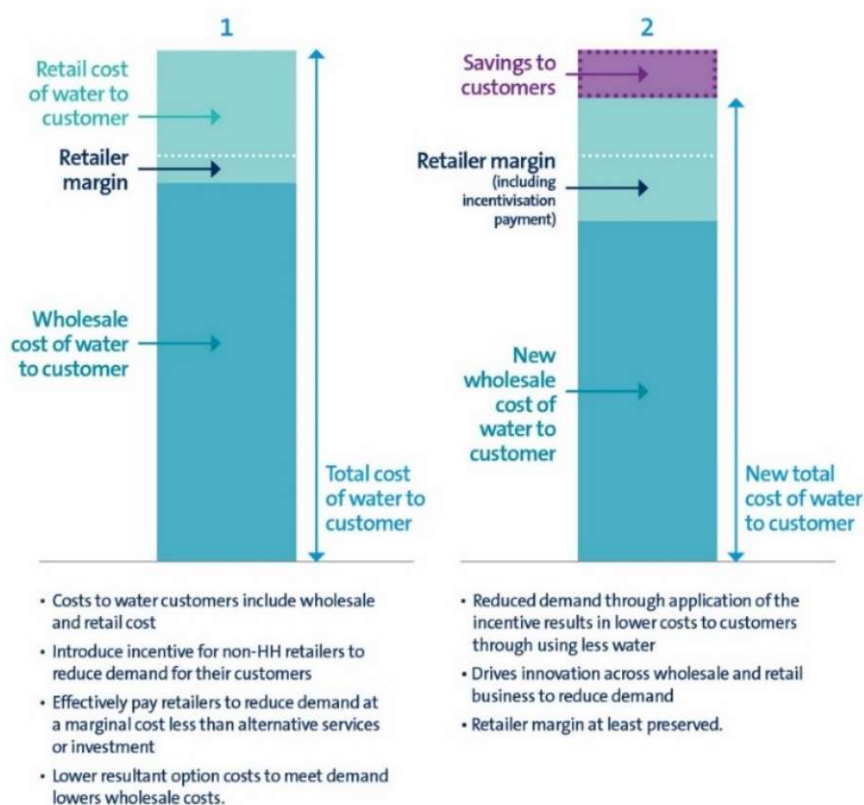 1
Retail cost
of water to
customer
Retailer
margin
Wholesale
cost of water
to customer
Total cost
of water to
customer
• Costs to water customers include wholesale
and retail cost
• Introduce incentive for non-HH retailers to
reduce demand for their customers
• Effectively pay retailers to reduce demand at
a marginal cost less than alternative services
or investment
• Lower resultant option costs to meet demand
lowers wholesale costs.
2
Savings to
customers
Retailer margin
(including
incentivisation
payment)
New
wholesale
cost of
water to
customer
New total
cost of water
to customer
• Reduced demand through application of the
incentive results in lower costs to customers
through using less water
• Drives innovation across wholesale and retail
business to reduce demand
• Retailer margin at least preserved.